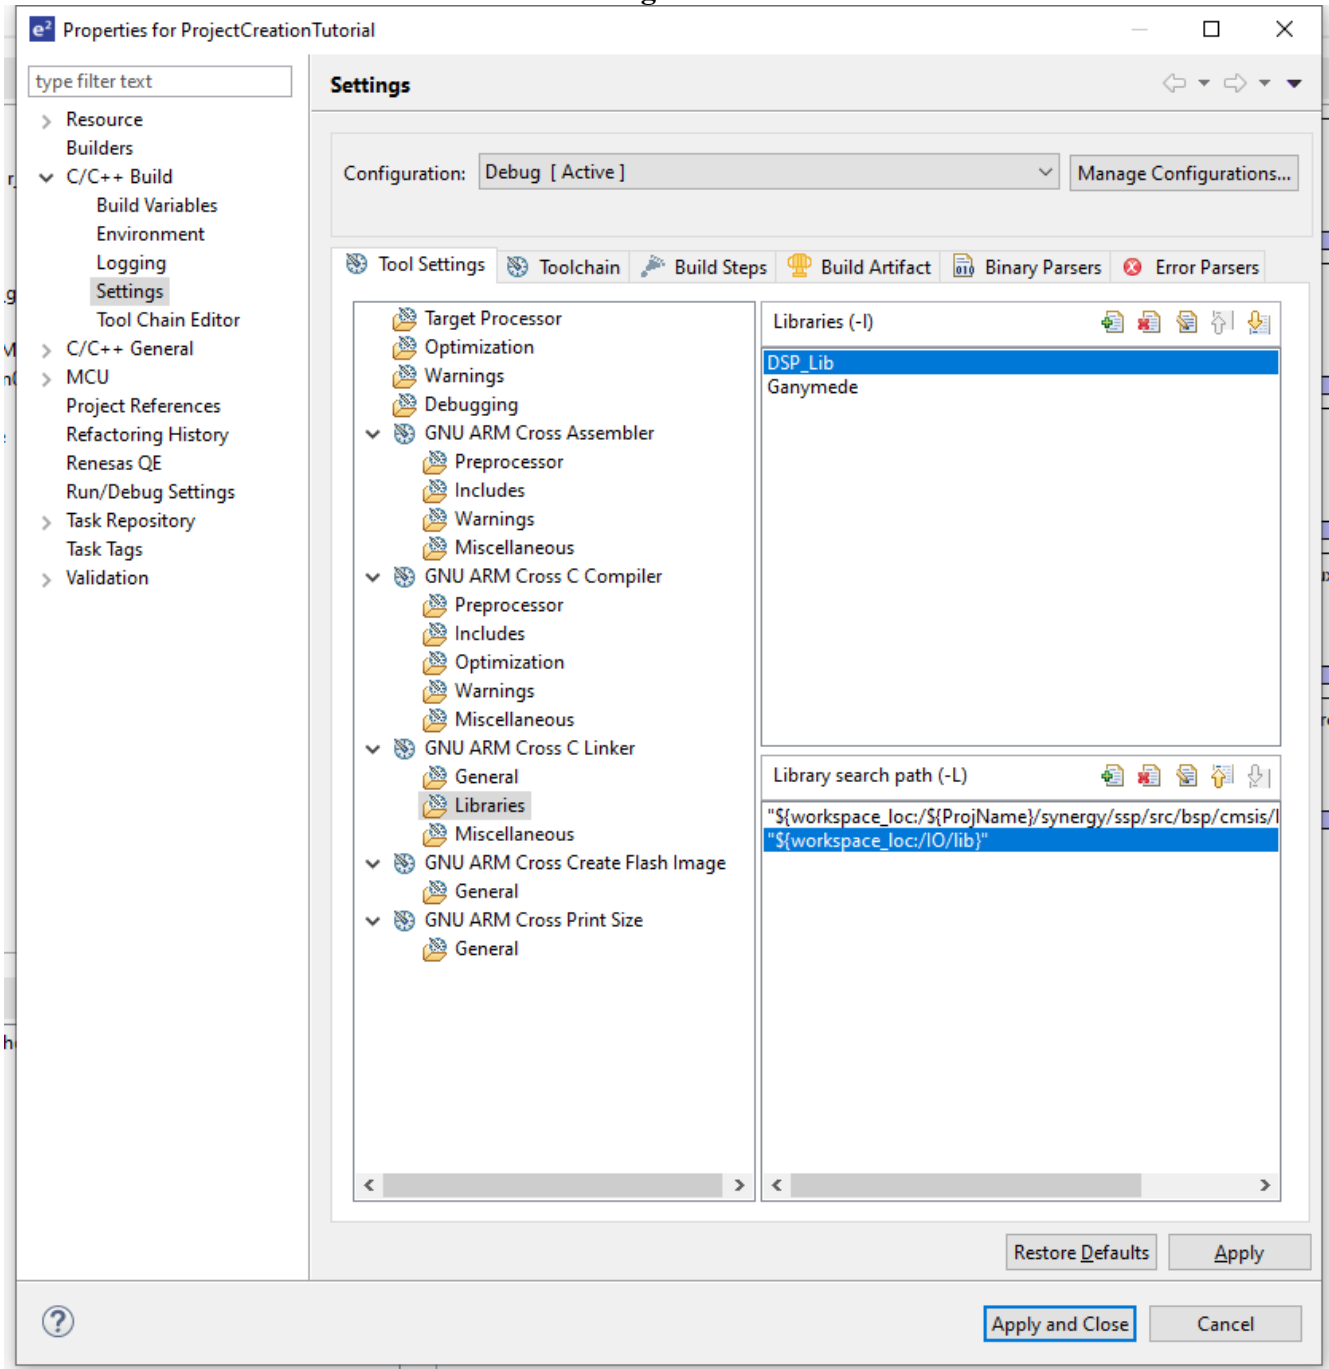 Properties for ProjectCreationTutorial
type filter text
Resource
Builders
C/C++ Build
Build Variables
Environment
Logging
Settings
Tool Chain Editor
C/C++ General
MCU
Project References
Refactoring History
Renesas QE
Run/Debug Settings
Task Repository
Task Tags
Validation
Settings
Configuration:
Debug [ Active ]
Manage Configurations...
Tool Settings
Toolchain
Build Steps
Build Artifact
Binary Parsers
Error Parsers
Target Processor
Optimization
Warnings
Debugging
GNU ARM Cross Assembler
Preprocessor
Includes
Warnings
Miscellaneous
GNU ARM Cross C Compiler
Preprocessor
Includes
Optimization
Warnings
Miscellaneous
GNU ARM Cross C Linker
General
Libraries
Miscellaneous
GNU ARM Cross Create Flash Image
General
GNU ARM Cross Print Size
General
Libraries (-l)
DSP_Lib
Ganymede
Library search path (-L)
"${workspace_loc:/${ProjName}/synergy/ssp/src/bsp/cmsis/l
"${workspace_loc:/IO/lib}"
Restore Defaults
Apply
Apply and Close
Cancel